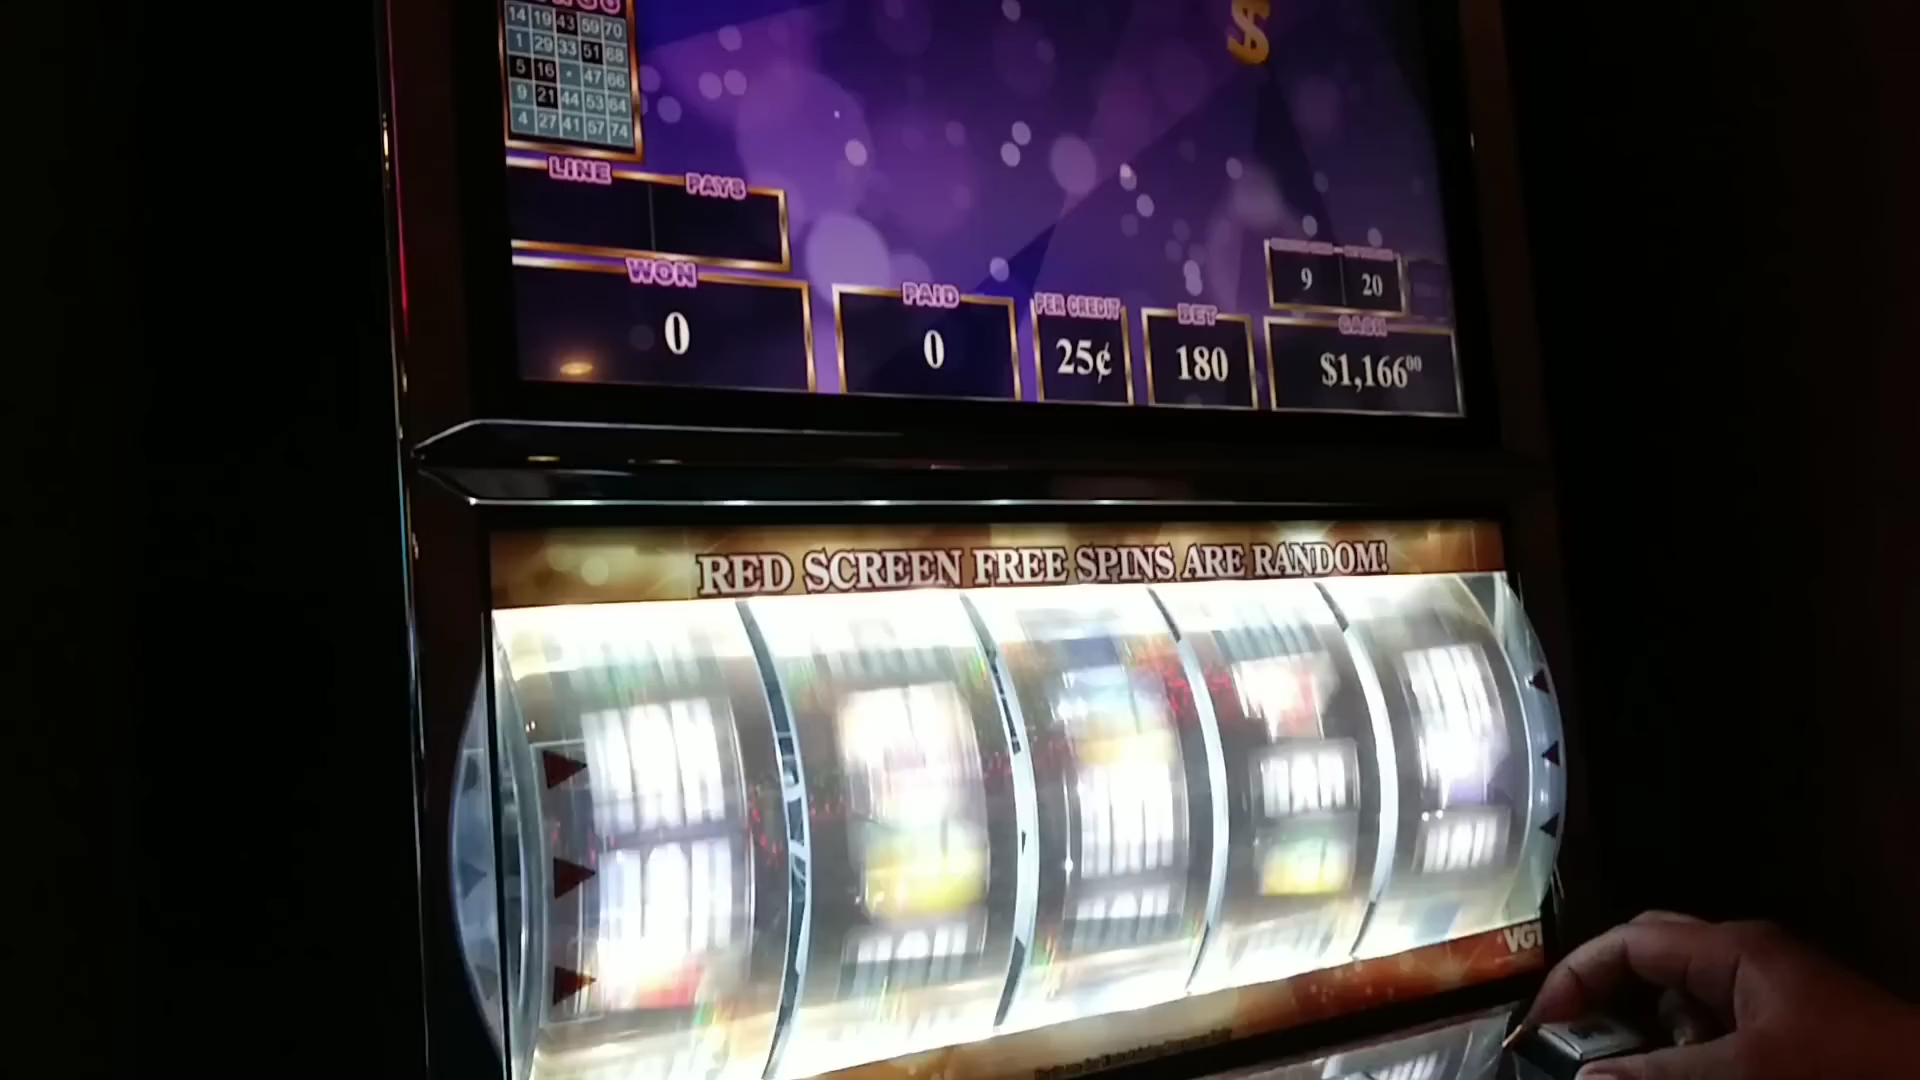 14 19 43 59 70
1 29 33 51 68
5 16 47 66
9 21 44 53 64
4 27 41 57 74
LINE PAYS
WON
0
PAID
0
PER CREDIT
25¢
BET
180
9 20
CASH
$1,166⁰⁰
$
RED SCREEN FREE SPINS ARE RANDOM!
VGT